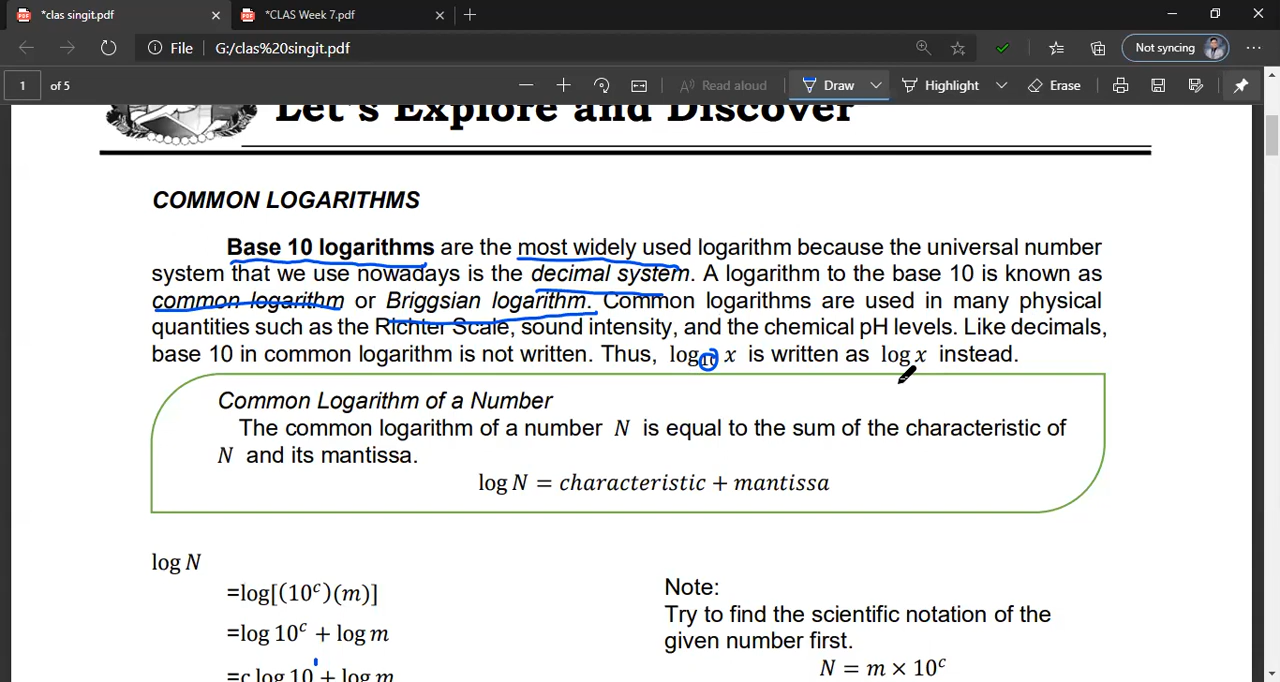 *clas singit.pdf
*CLAS Week 7.pdf
File G:/clas%20singit.pdf
Not syncing
1 of 5
Read aloud
Draw
Highlight
Erase
Let's Explore and Discover
COMMON LOGARITHMS
Base 10 logarithms are the most widely used logarithm because the universal number
system that we use nowadays is the decimal system. A logarithm to the base 10 is known as
common logarithm or Briggsian logarithm. Common logarithms are used in many physical
quantities such as the Richter Scale, sound intensity, and the chemical pH levels. Like decimals,
base 10 in common logarithm is not written. Thus, log₁₀ x is written as log x instead.
Common Logarithm of a Number
The common logarithm of a number N is equal to the sum of the characteristic of
N and its mantissa.
log N = characteristic + mantissa
log N
=log[(10ᶜ)(m)]
=log 10ᶜ + log m
=c log 10 + log m
Note:
Try to find the scientific notation of the
given number first.
N = m × 10ᶜ